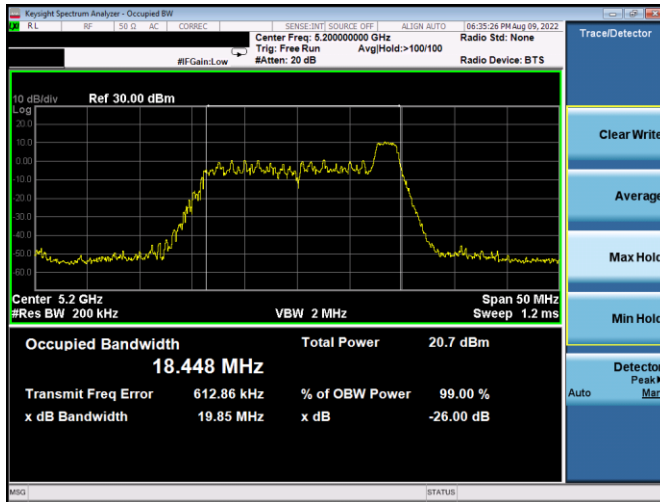 Keysight Spectrum Analyzer - Occupied BW
RL RF 50 Ω AC CORREC SENSE:INT SOURCE OFF ALIGN AUTO 06:35:26 PM Aug 09, 2022
Center Freq: 5.200000000 GHz Radio Std: None
Trig: Free Run Avg|Hold:>100/100
#IFGain:Low #Atten: 20 dB Radio Device: BTS
Trace/Detector
10 dB/div Ref 30.00 dBm
Log
20.0
10.0
0.00
-10.0
-20.0
-30.0
-40.0
-50.0
-60.0
Center 5.2 GHz Span 50 MHz
#Res BW 200 kHz VBW 2 MHz Sweep 1.2 ms
Occupied Bandwidth Total Power 20.7 dBm
18.448 MHz
Transmit Freq Error 612.86 kHz % of OBW Power 99.00 %
x dB Bandwidth 19.85 MHz x dB -26.00 dB
Clear Write
Average
Max Hold
Min Hold
Detector
Peak
Auto Man
MSG STATUS